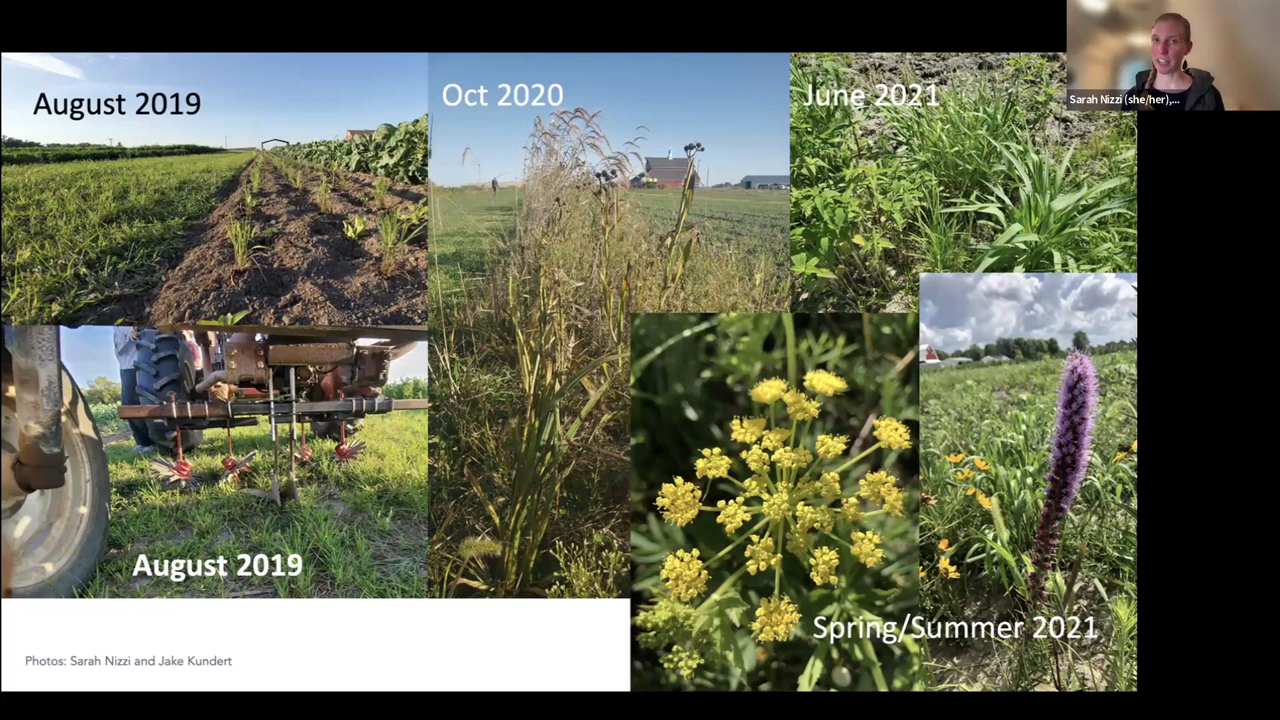 August 2019
Oct 2020
June 2021
Sarah Nizzi (she/her),...
August 2019
Spring/Summer 2021
Photos: Sarah Nizzi and Jake Kundert